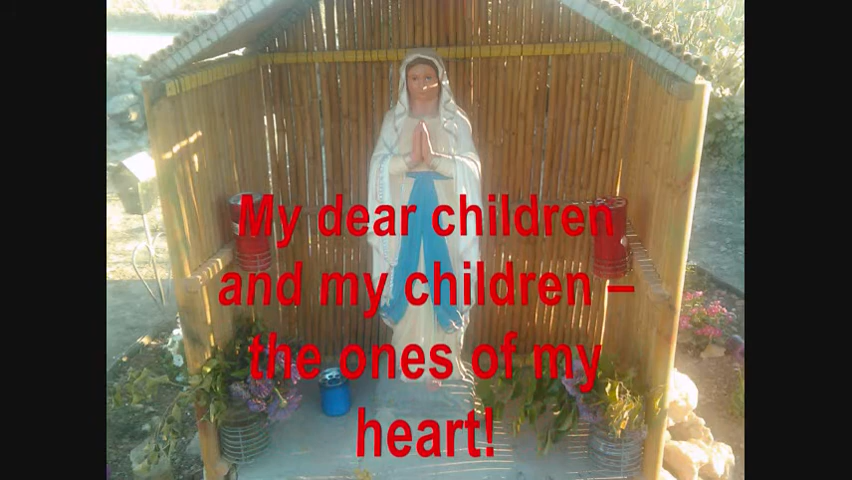 My dear children
and my children –
the ones of my
heart!